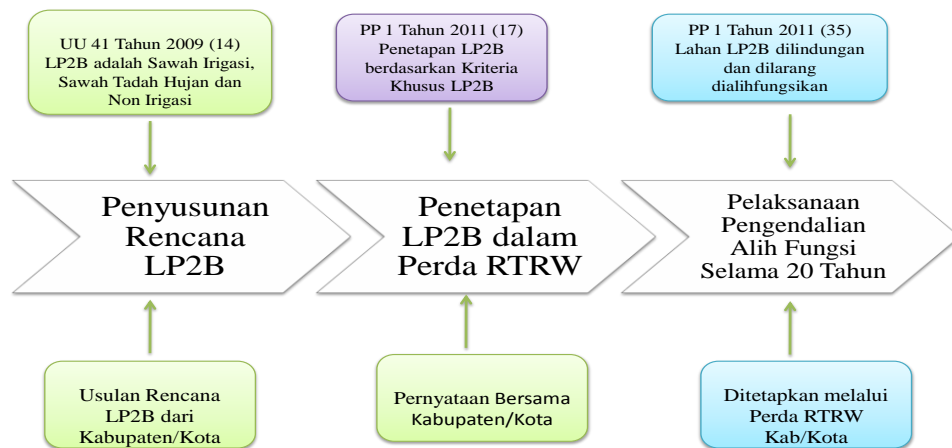 UU 41 Tahun 2009 (14)
LP2B adalah Sawah Irigasi,
Sawah Tadah Hujan dan
Non Irigasi
PP 1 Tahun 2011 (17)
Penetapan LP2B
berdasarkan Kriteria
Khusus LP2B
PP 1 Tahun 2011 (35)
Lahan LP2B dilindungan
dan dilarang
dialihfungsikan
Penyusunan
Rencana
LP2B
Penetapan
LP2B dalam
Perda RTRW
Pelaksanaan
Pengendalian
Alih Fungsi
Selama 20 Tahun
Usulan Rencana
LP2B dari
Kabupaten/Kota
Pernyataan Bersama
Kabupaten/Kota
Ditetapkan melalui
Perda RTRW
Kab/Kota